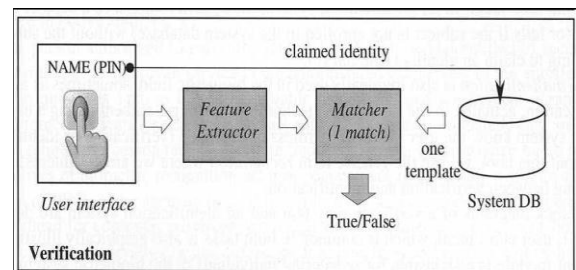 NAME (PIN)
claimed identity
Feature
Extractor
Matcher
(1 match)
one
template
System DB
User interface
True/False
Verification